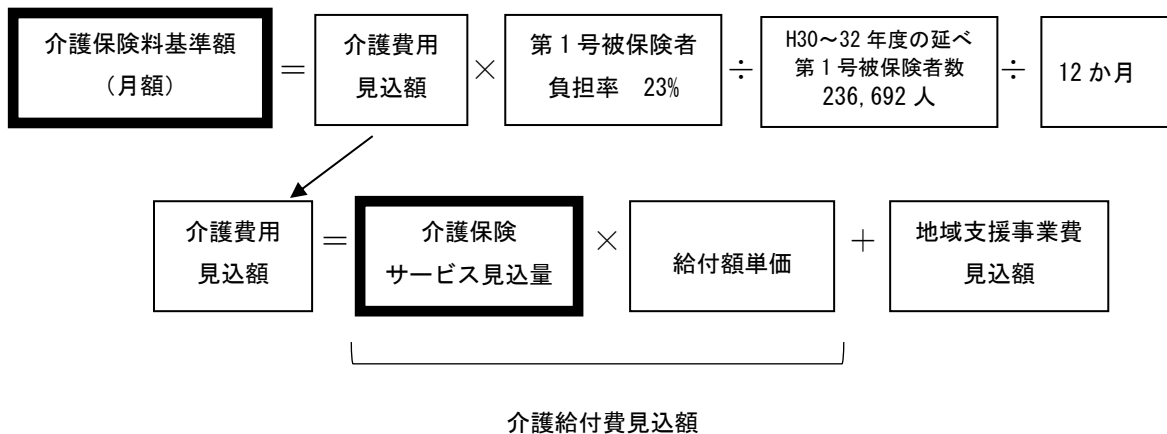 介護保険料基準額
（月額）
＝
介護費用
見込額
×
第１号被保険者
負担率　23%
÷
H30～32 年度の延べ
第１号被保険者数
236,692 人
÷
12 か月
介護費用
見込額
＝
介護保険
サービス見込量
×
給付額単価
＋
地域支援事業費
見込額
介護給付費見込額